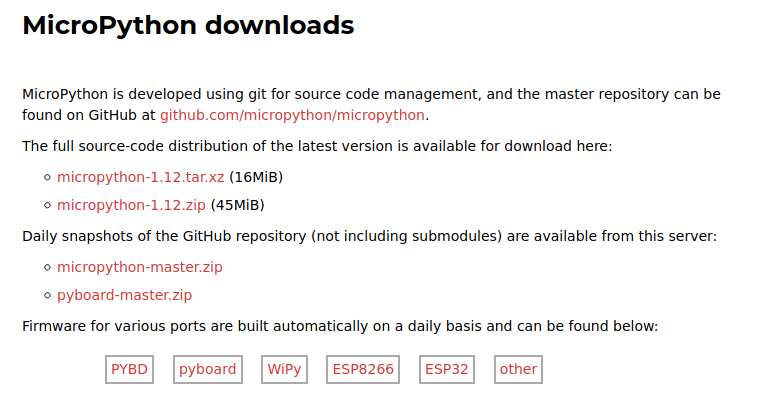 MicroPython downloads
MicroPython is developed using git for source code management, and the master repository can be
found on GitHub at github.com/micropython/micropython.
The full source-code distribution of the latest version is available for download here:
micropython-1.12.tar.xz (16MiB)
micropython-1.12.zip (45MiB)
Daily snapshots of the GitHub repository (not including submodules) are available from this server:
micropython-master.zip
pyboard-master.zip
Firmware for various ports are built automatically on a daily basis and can be found below:
PYBD pyboard WiPy ESP8266 ESP32 other